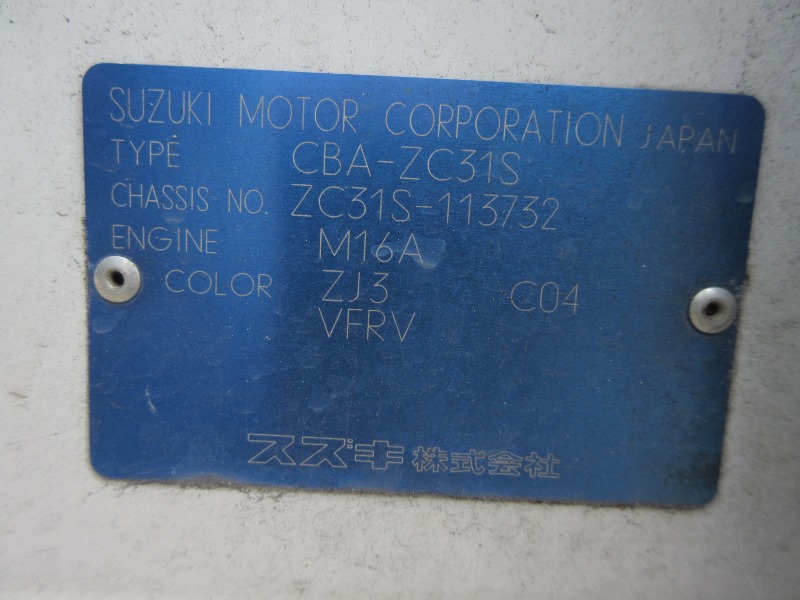 SUZUKI MOTOR CORPORATION JAPAN
TYPE CBA-ZC31S
CHASSIS NO. ZC31S-113732
ENGINE M16A
COLOR ZJ3 C04
VFRV
スズキ株式会社